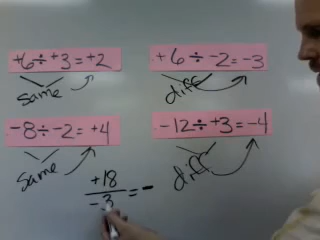 +6÷+3=+2
same
+6÷-2=-3
diff
-8÷-2=+4
same
-12÷+3=-4
diff
+18
-3
= -